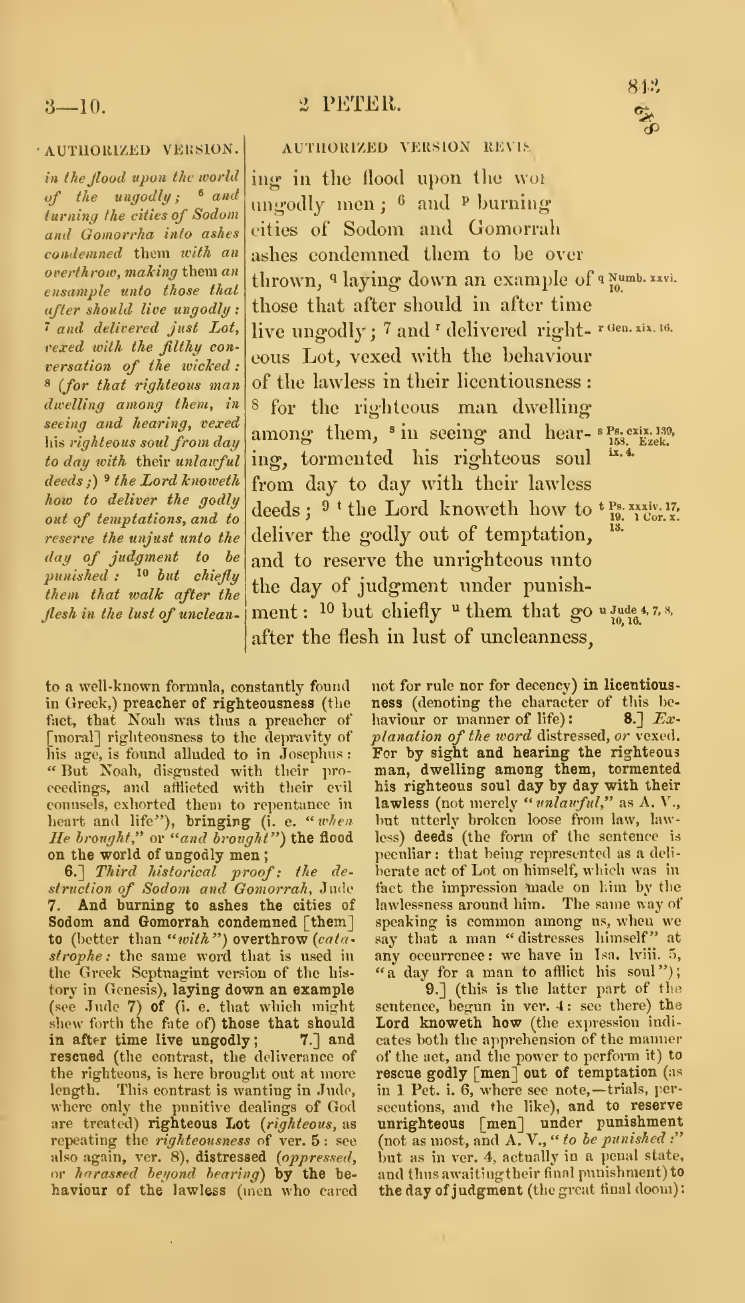 3—10.
2 PETER.
842
AUTHORIZED VERSION.
in the flood upon the world
of the ungodly; 6 and
turning the cities of Sodom
and Gomorrha into ashes
condemned them with an
overthrow, making them an
ensample unto those that
after should live ungodly:
7 and delivered just Lot,
vexed with the filthy con-
versation of the wicked:
8 (for that righteous man
dwelling among them, in
seeing and hearing, vexed
his righteous soul from day
to day with their unlawful
deeds;) 9 the Lord knoweth
how to deliver the godly
out of temptations, and to
reserve the unjust unto the
day of judgment to be
punished: 10 but chiefly
them that walk after the
flesh in the lust of unclean-
AUTHORIZED VERSION REVIS
ing in the flood upon the wor
ungodly men; 6 and p burning
cities of Sodom and Gomorrah
ashes condemned them to be over
thrown, q laying down an example of
those that after should in after time
live ungodly; 7 and r delivered right-
eous Lot, vexed with the behaviour
of the lawless in their licentiousness:
8 for the righteous man dwelling
among them, s in seeing and hear-
ing, tormented his righteous soul
from day to day with their lawless
deeds; 9 t the Lord knoweth how to
deliver the godly out of temptation,
and to reserve the unrighteous unto
the day of judgment under punish-
ment: 10 but chiefly u them that go
after the flesh in lust of uncleanness,
q Numb. xxvi.
10.
r Gen. xix. 16.
s Ps. cxix. 139,
158. Ezek.
ix. 4.
t Ps. xxxiv. 17,
19. 1 Cor. x.
13.
u Jude 4, 7, 8,
10, 16.
to a well-known formula, constantly found
in Greek,) preacher of righteousness (the
fact, that Noah was thus a preacher of
[moral] righteousness to the depravity of
his age, is found alluded to in Josephus:
"But Noah, disgusted with their pro-
ceedings, and afflicted with their evil
counsels, exhorted them to repentance in
heart and life"), bringing (i. e. "when
He brought," or "and brought") the flood
on the world of ungodly men;
6.] Third historical proof: the de-
struction of Sodom and Gomorrah, Jude
7. And burning to ashes the cities of
Sodom and Gomorrah condemned [them]
to (better than "with") overthrow (cata-
strophe: the same word that is used in
the Greek Septuagint version of the his-
tory in Genesis), laying down an example
(see Jude 7) of (i. e. that which might
shew forth the fate of) those that should
in after time live ungodly; 7.] and
rescued (the contrast, the deliverance of
the righteous, is here brought out at more
length. This contrast is wanting in Jude,
where only the punitive dealings of God
are treated) righteous Lot (righteous, as
repeating the righteousness of ver. 5: see
also again, ver. 8), distressed (oppressed,
or harassed beyond bearing) by the be-
haviour of the lawless (men who cared
not for rule nor for decency) in licentious-
ness (denoting the character of this be-
haviour or manner of life): 8.] Ex-
planation of the word distressed, or vexed.
For by sight and hearing the righteous
man, dwelling among them, tormented
his righteous soul day by day with their
lawless (not merely "unlawful," as A. V.,
but utterly broken loose from law, law-
less) deeds (the form of the sentence is
peculiar: that being represented as a deli-
berate act of Lot on himself, which was in
fact the impression made on him by the
lawlessness around him. The same way of
speaking is common among us, when we
say that a man "distresses himself" at
any occurrence: we have in Isa. lviii. 5,
"a day for a man to afflict his soul");
9.] (this is the latter part of the
sentence, begun in ver. 4: see there) the
Lord knoweth how (the expression indi-
cates both the apprehension of the manner
of the act, and the power to perform it) to
rescue godly [men] out of temptation (as
in 1 Pet. i. 6, where see note,—trials, per-
secutions, and the like), and to reserve
unrighteous [men] under punishment
(not as most, and A. V., "to be punished:"
but as in ver. 4, actually in a penal state,
and thus awaiting their final punishment) to
the day of judgment (the great final doom):